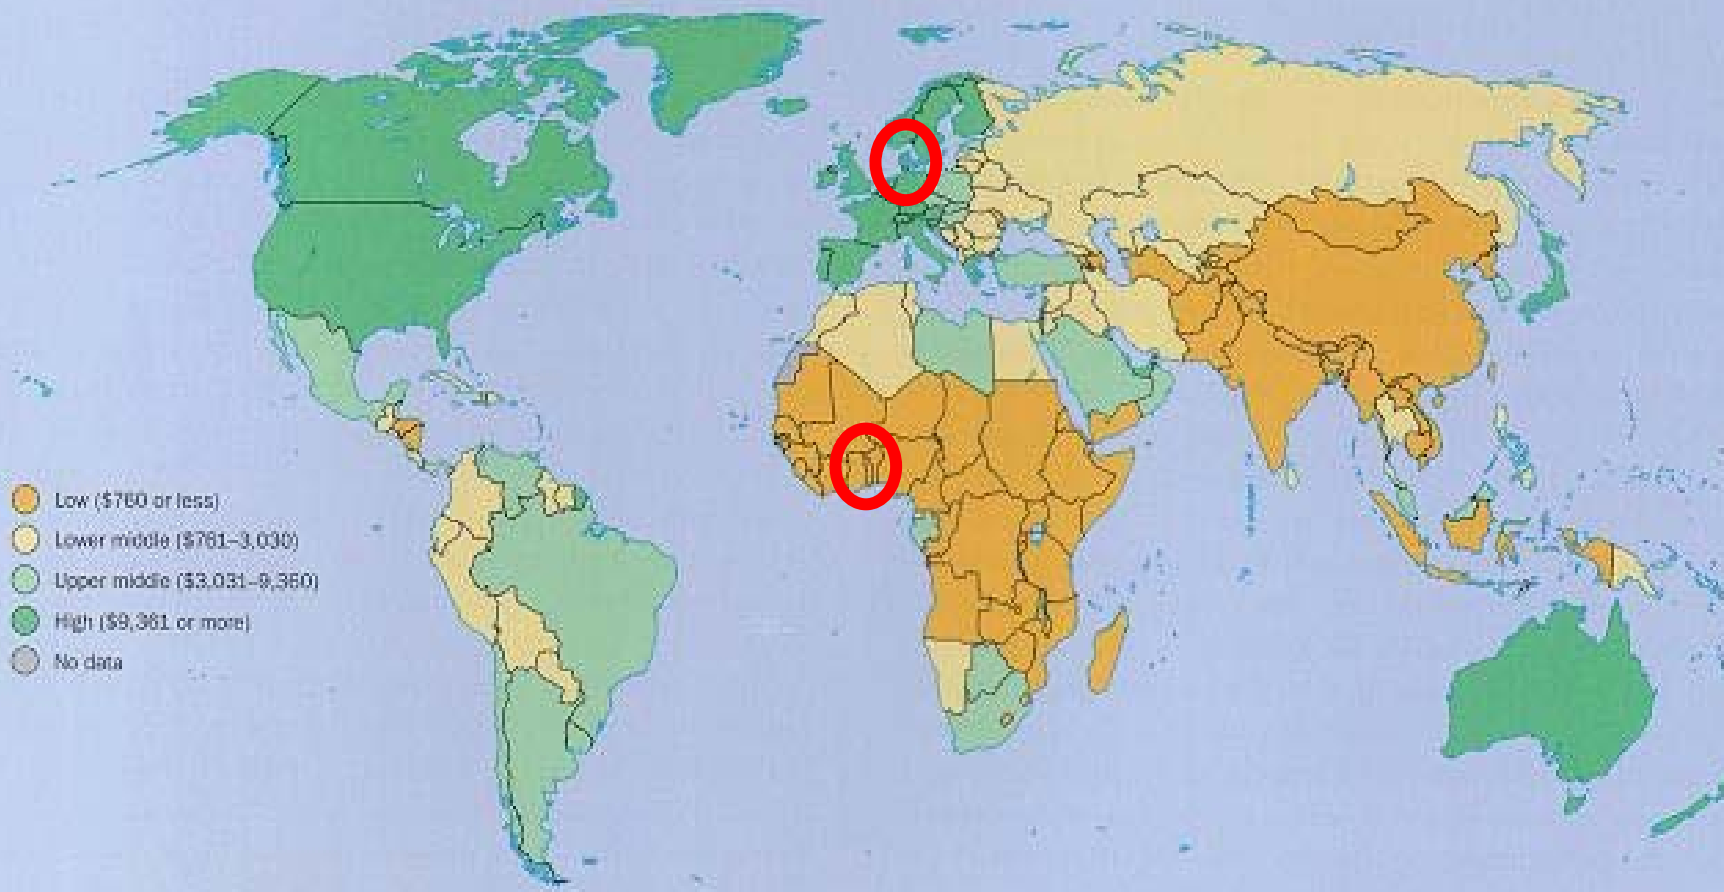 Low ($760 or less)
Lower middle ($761–3,030)
Upper middle ($3,031–9,360)
High ($9,361 or more)
No data